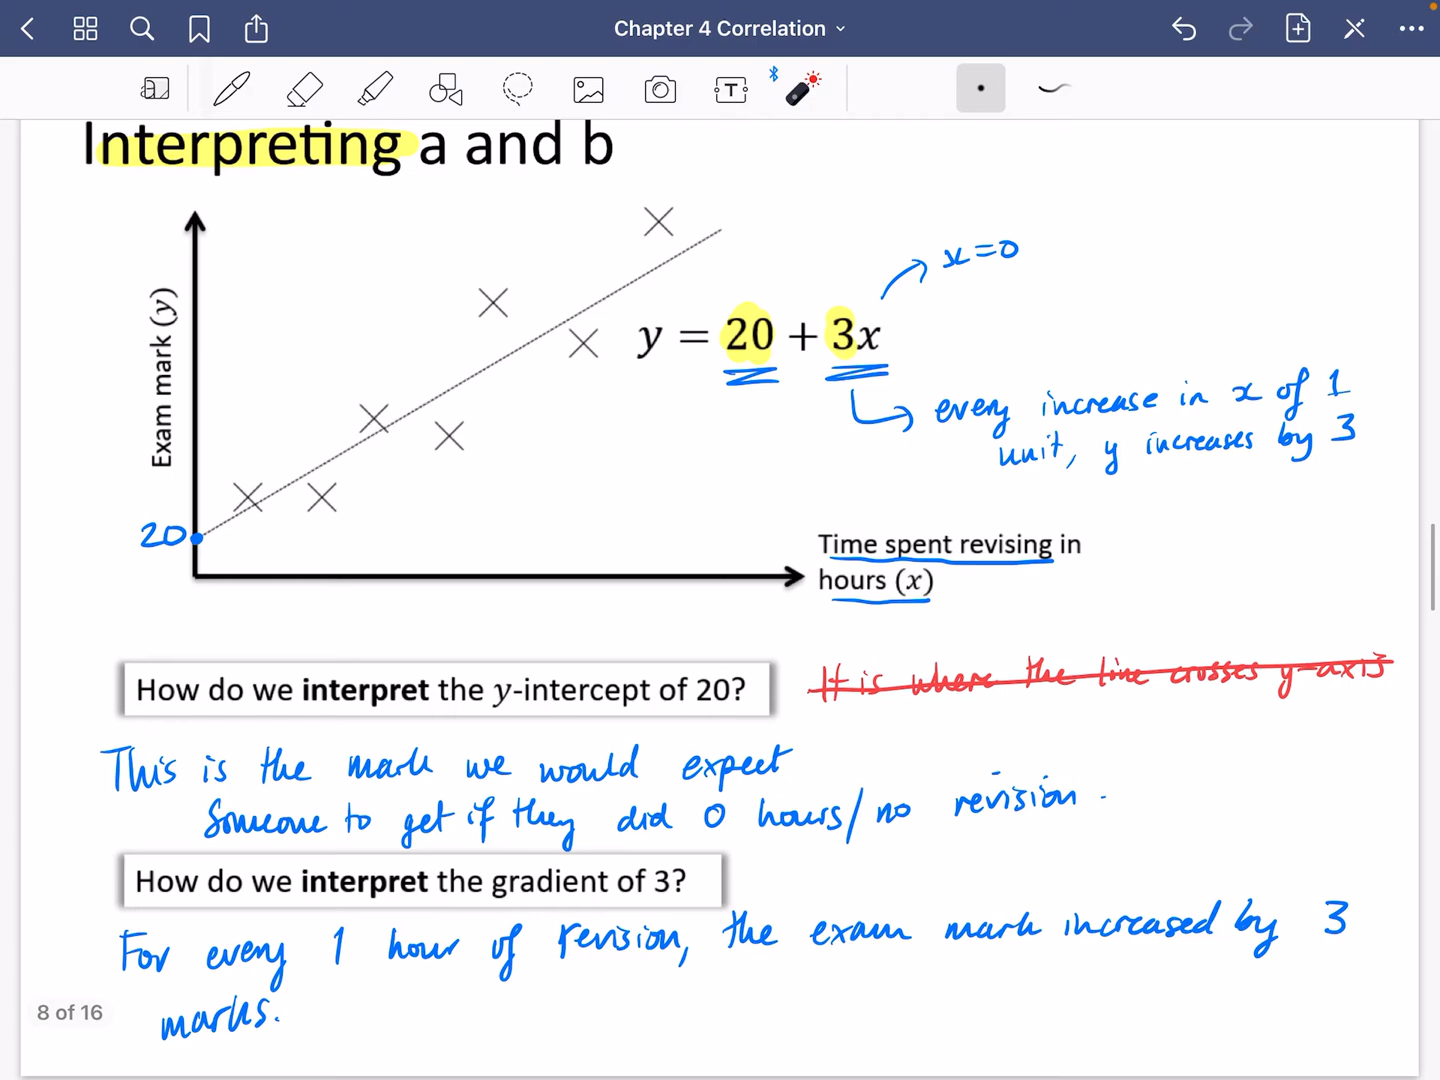 Chapter 4 Correlation
Interpreting a and b
x=0
y = 20 + 3x
every increase in x of 1
unit, y increases by 3
Exam mark (y)
20
Time spent revising in
hours (x)
How do we interpret the y-intercept of 20?
It is where the line crosses y-axis
This is the mark we would expect
Someone to get if they did 0 hours/no revision.
How do we interpret the gradient of 3?
For every 1 hour of revision, the exam mark increased by 3
marks.
8 of 16